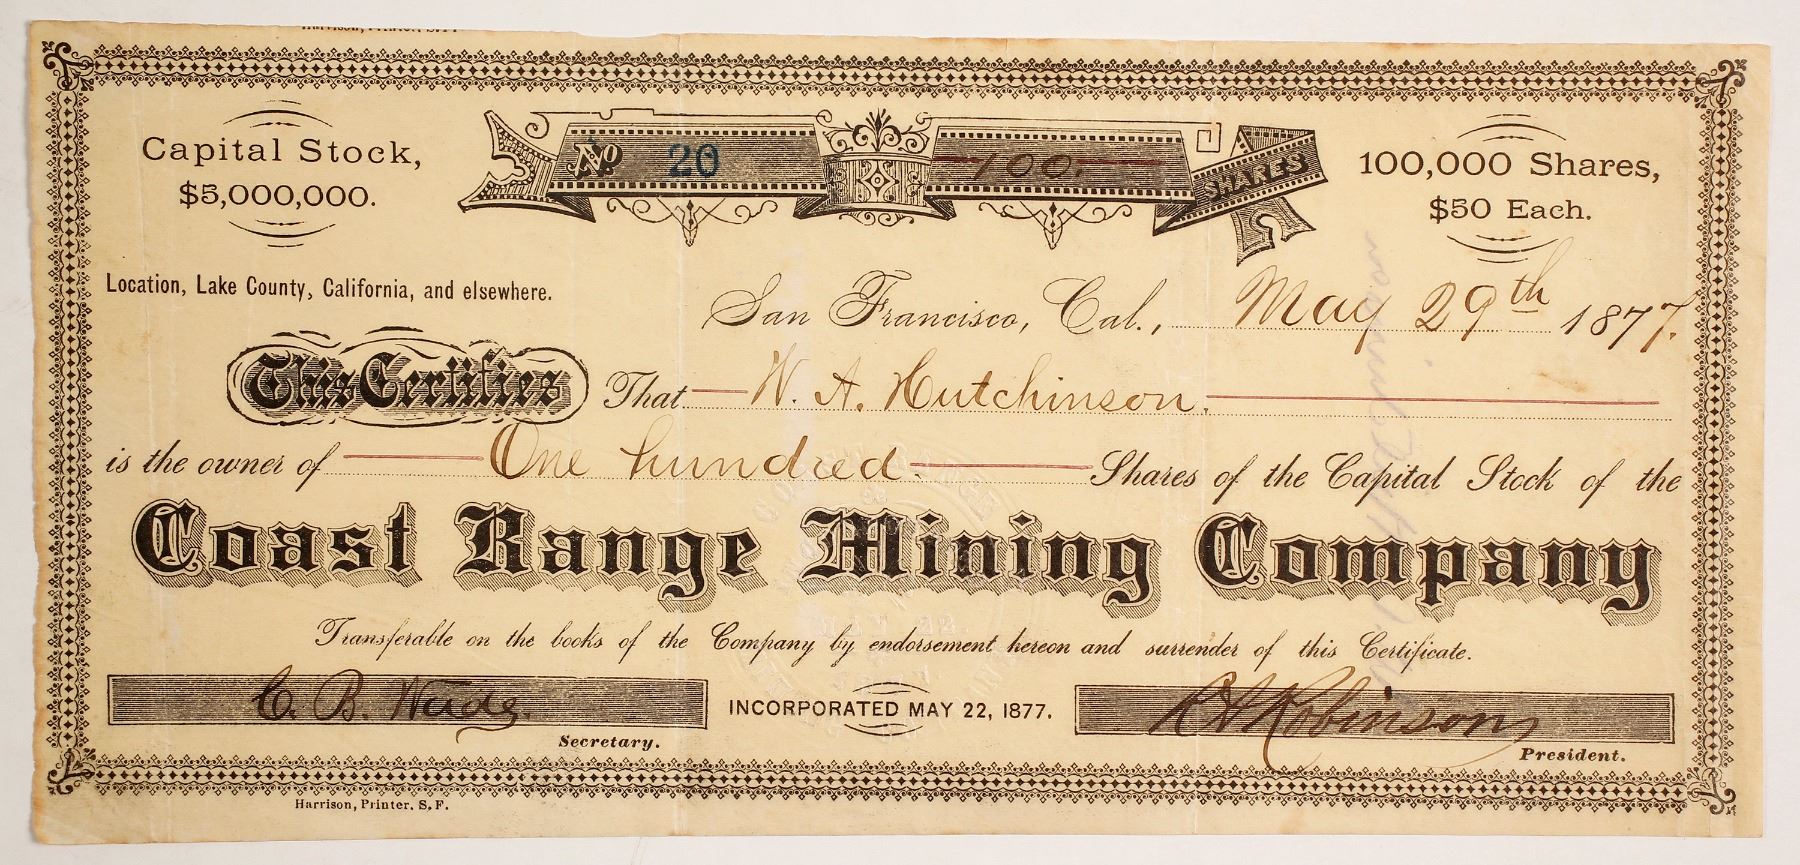 Capital Stock,
$5,000,000.
No 20
100.
SHARES
100,000 Shares,
$50 Each.
Location, Lake County, California, and elsewhere.
San Francisco, Cal., May 29th 1877.
This Certifies That W. A. Hutchinson.
is the owner of One hundred Shares of the Capital Stock of the
Coast Range Mining Company
Transferable on the books of the Company by endorsement hereon and surrender of this Certificate.
C. B.
Secretary.
INCORPORATED MAY 22, 1877.
Robinson
President.
Harrison, Printer, S. F.